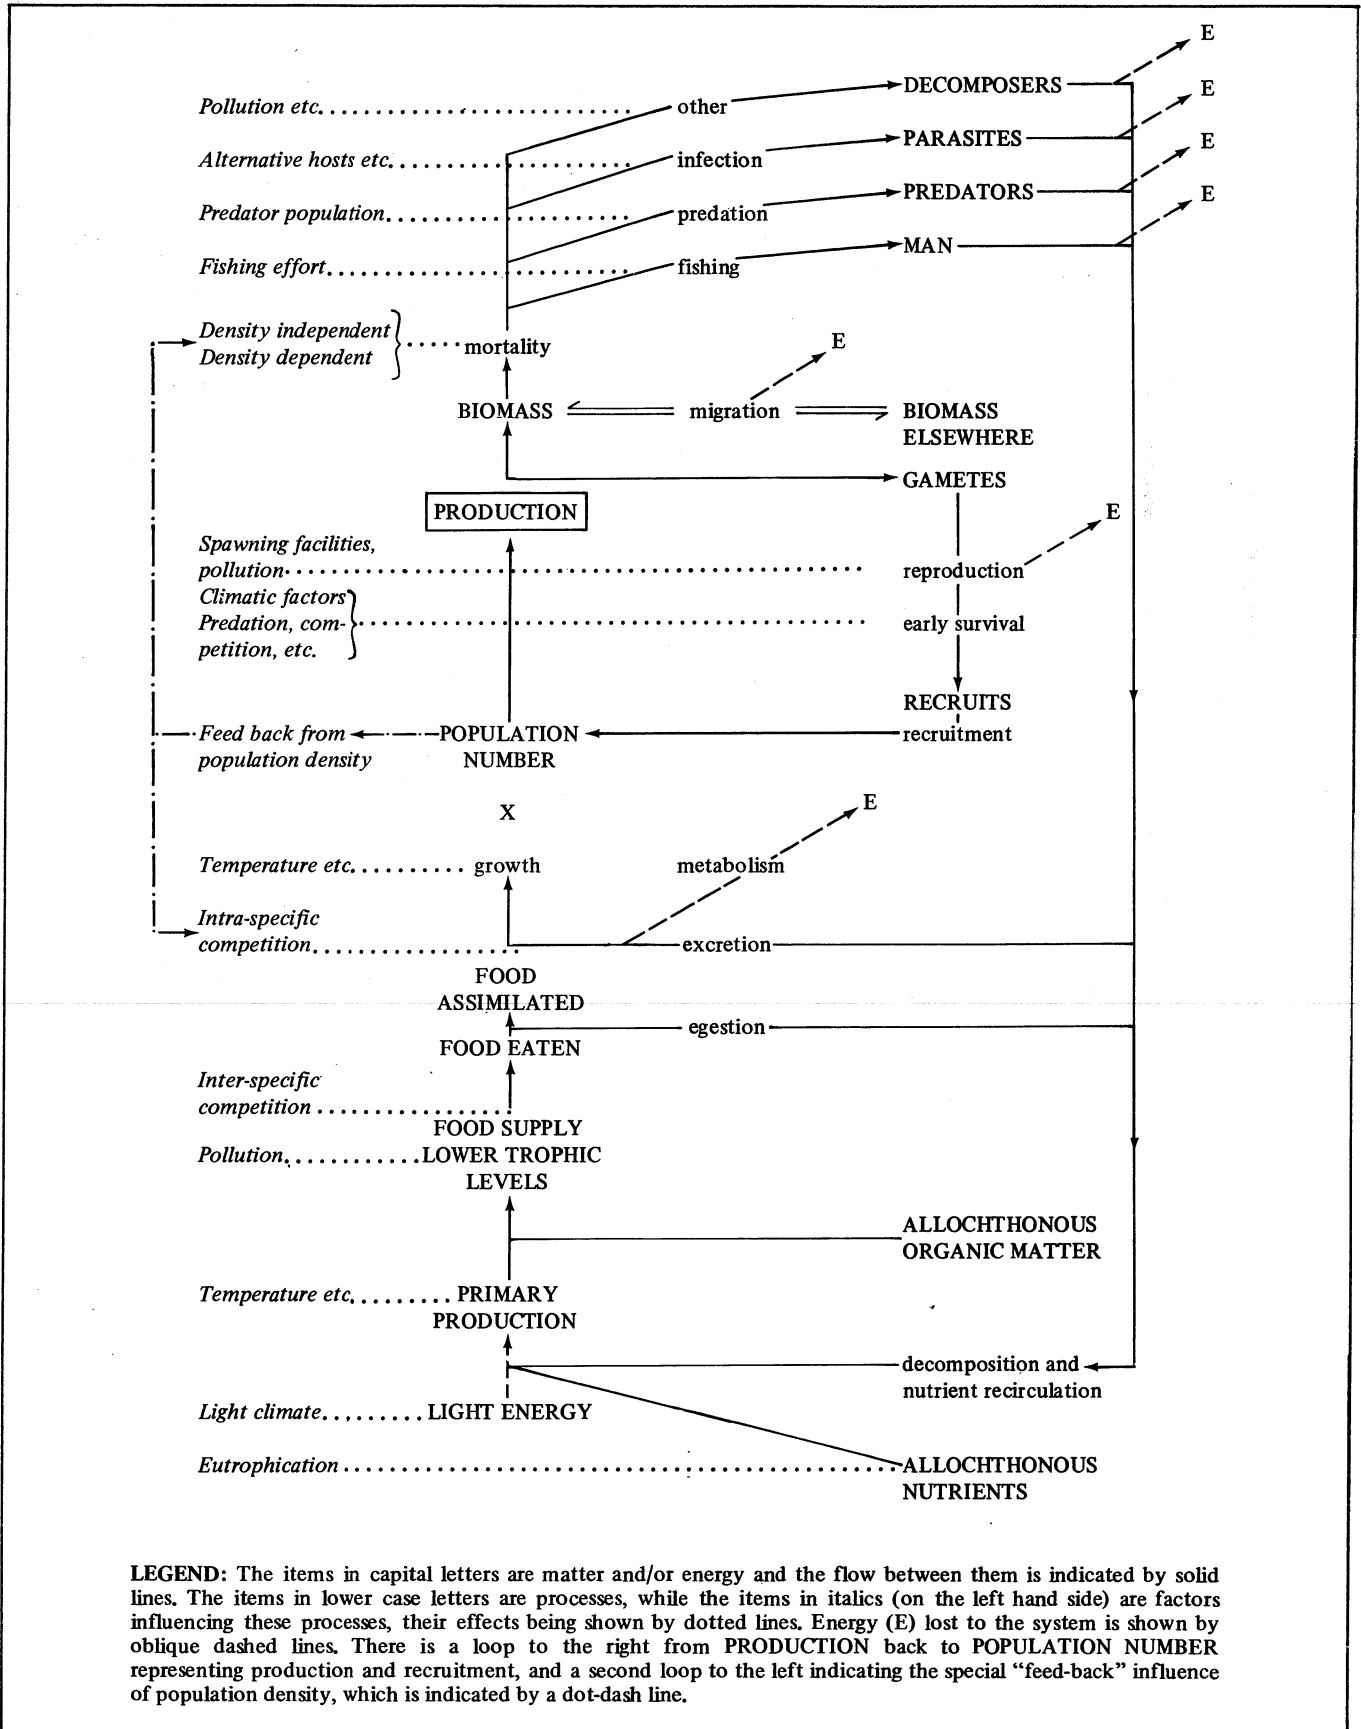 E
DECOMPOSERS
E
Pollution etc. other
PARASITES
E
Alternative hosts etc. infection
PREDATORS
E
Predator population predation
MAN
Fishing effort fishing
Density independent
E
mortality
Density dependent
BIOMASS migration BIOMASS
ELSEWHERE
GAMETES
PRODUCTION E
Spawning facilities,
pollution reproduction
Climatic factors
Predation, com- early survival
petition, etc.
RECRUITS
Feed back from POPULATION recruitment
population density NUMBER
E
X
Temperature etc. growth metabolism
Intra-specific
competition excretion
FOOD
ASSIMILATED
egestion
FOOD EATEN
Inter-specific
competition
FOOD SUPPLY
Pollution LOWER TROPHIC
LEVELS
ALLOCHTHONOUS
ORGANIC MATTER
Temperature etc. PRIMARY
PRODUCTION
decomposition and
nutrient recirculation
Light climate LIGHT ENERGY
Eutrophication ALLOCHTHONOUS
NUTRIENTS
LEGEND: The items in capital letters are matter and/or energy and the flow between them is indicated by solid
lines. The items in lower case letters are processes, while the items in italics (on the left hand side) are factors
influencing these processes, their effects being shown by dotted lines. Energy (E) lost to the system is shown by
oblique dashed lines. There is a loop to the right from PRODUCTION back to POPULATION NUMBER
representing production and recruitment, and a second loop to the left indicating the special “feed-back” influence
of population density, which is indicated by a dot-dash line.